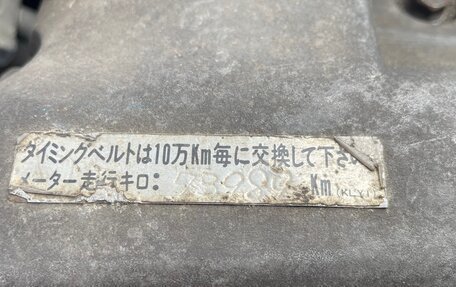 タイミングベルトは10万Km毎に交換して下さ
メーター走行キロ: Km (KLY1)